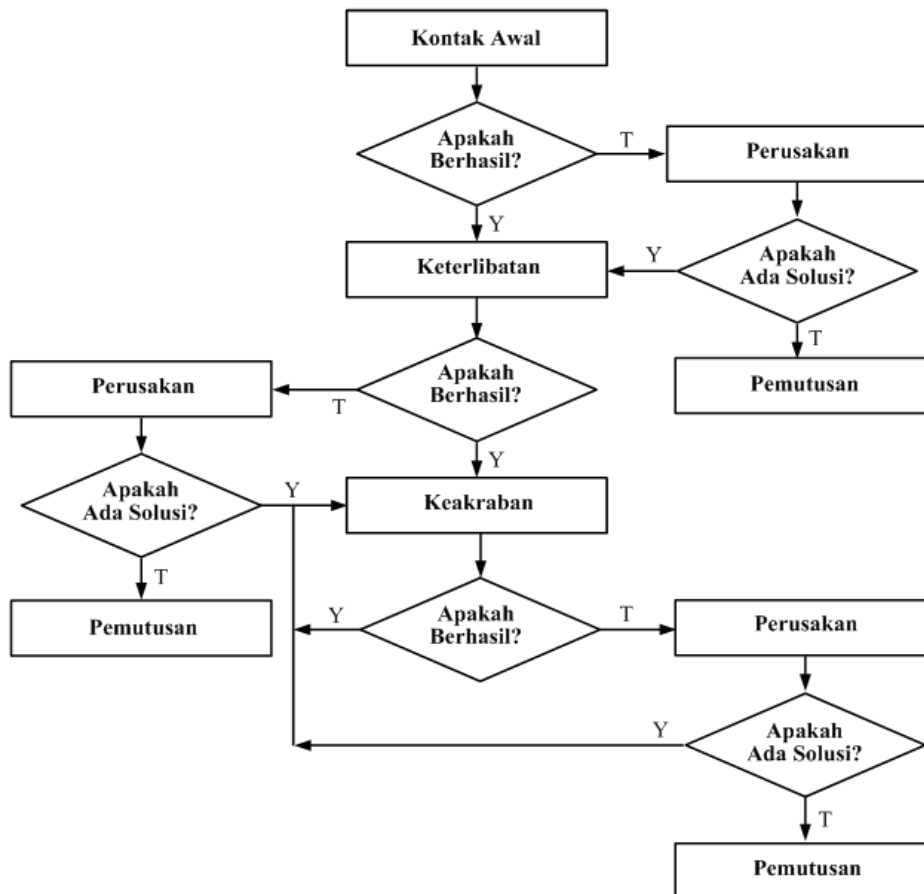 Kontak Awal
Apakah
Berhasil?
T
Perusakan
Y
Keterlibatan
Y
Apakah
Ada Solusi?
T
Perusakan
T
Apakah
Berhasil?
Pemutusan
Y
Apakah
Ada Solusi?
Y
Keakraban
T
Pemutusan
Y
Apakah
Berhasil?
T
Perusakan
Y
Apakah
Ada Solusi?
T
Pemutusan